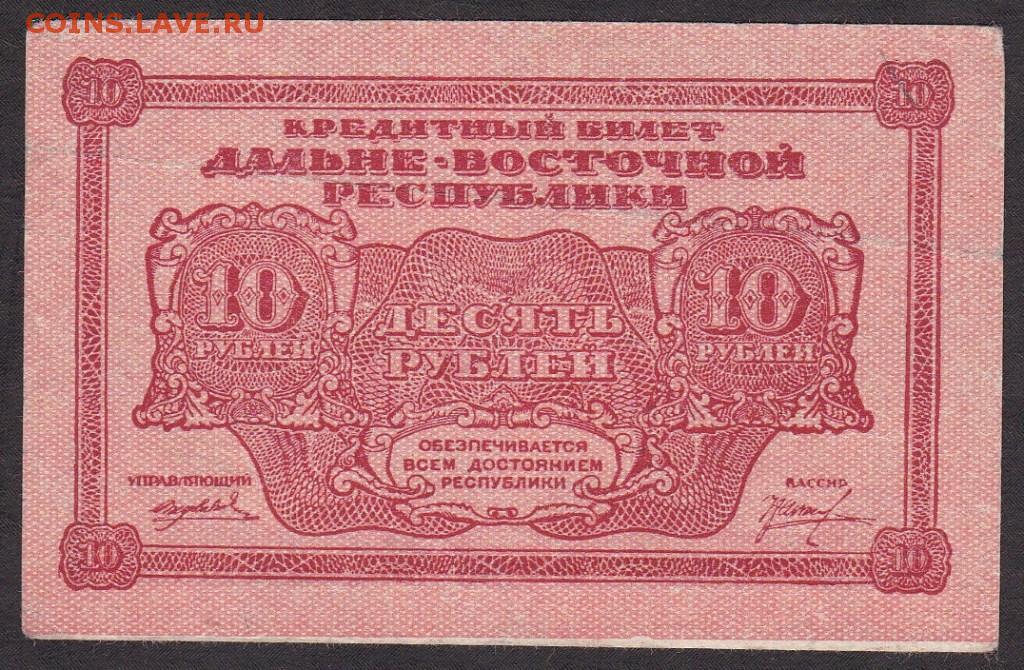 COINS.LAVE.RU
10 10
КРЕДИТНЫЙ БИЛЕТ
ДАЛЬНЕ-ВОСТОЧНОЙ
РЕСПУБЛИКИ
10 ДЕСЯТЬ 10
РУБЛЕЙ РУБЛЕЙ РУБЛЕЙ
ОБЕЗПЕЧИВАЕТСЯ
ВСЕМ ДОСТОЯНИЕМ
РЕСПУБЛИКИ
УПРАВЛЯЮЩИЙ КАССИР
10 10